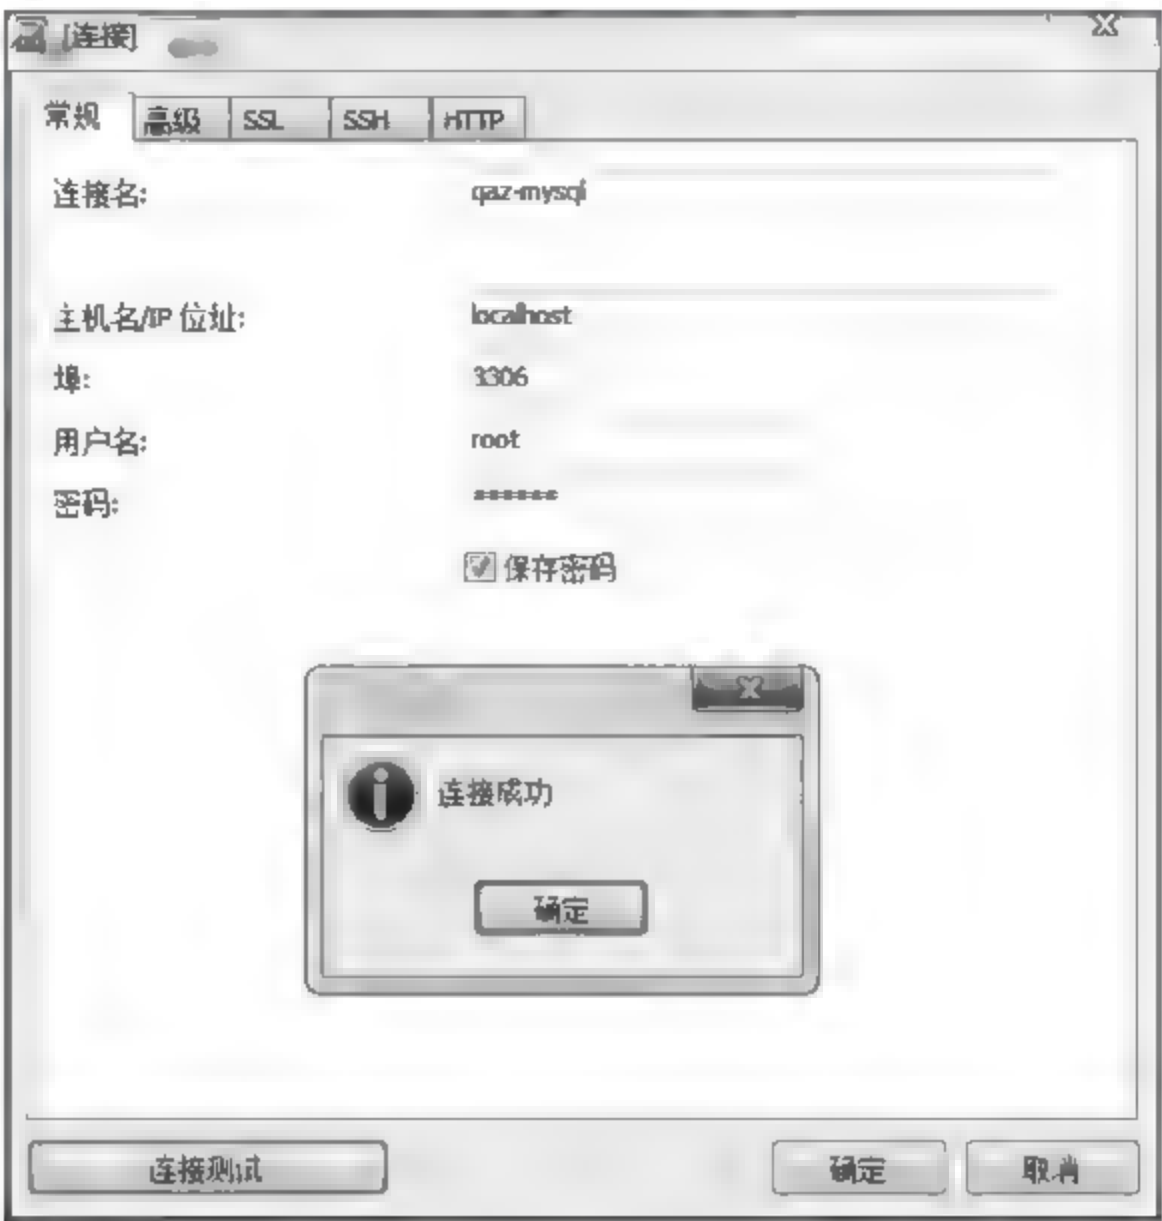 [连接]
X
常规 高级 SSL SSH HTTP
连接名: qaz-mysql
主机名/IP 位址: localhost
埠: 3306
用户名: root
密码: ******
保存密码
X
连接成功
确定
连接测试 确定 取消